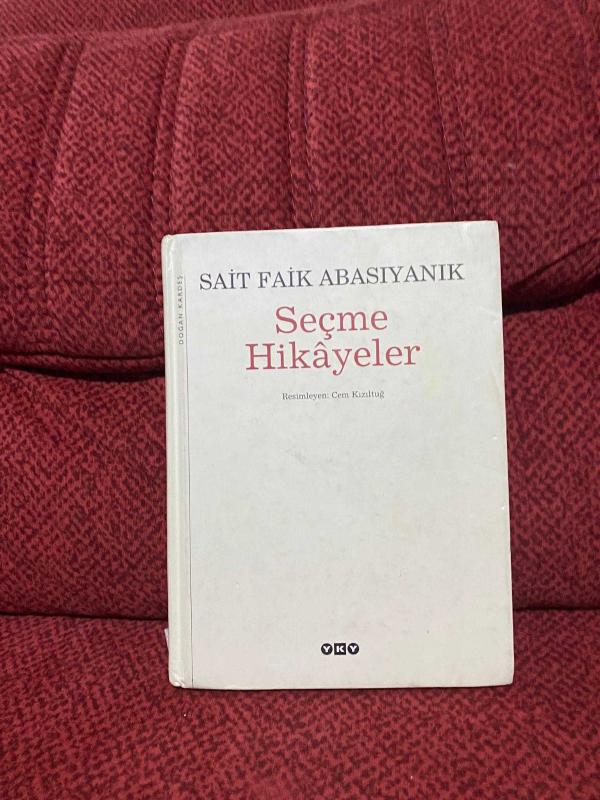 SAİT FAİK ABASIYANIK
Seçme
Hikâyeler
Resimleyen: Cem Kızıltuğ
DOĞAN KARDEŞ
YKY